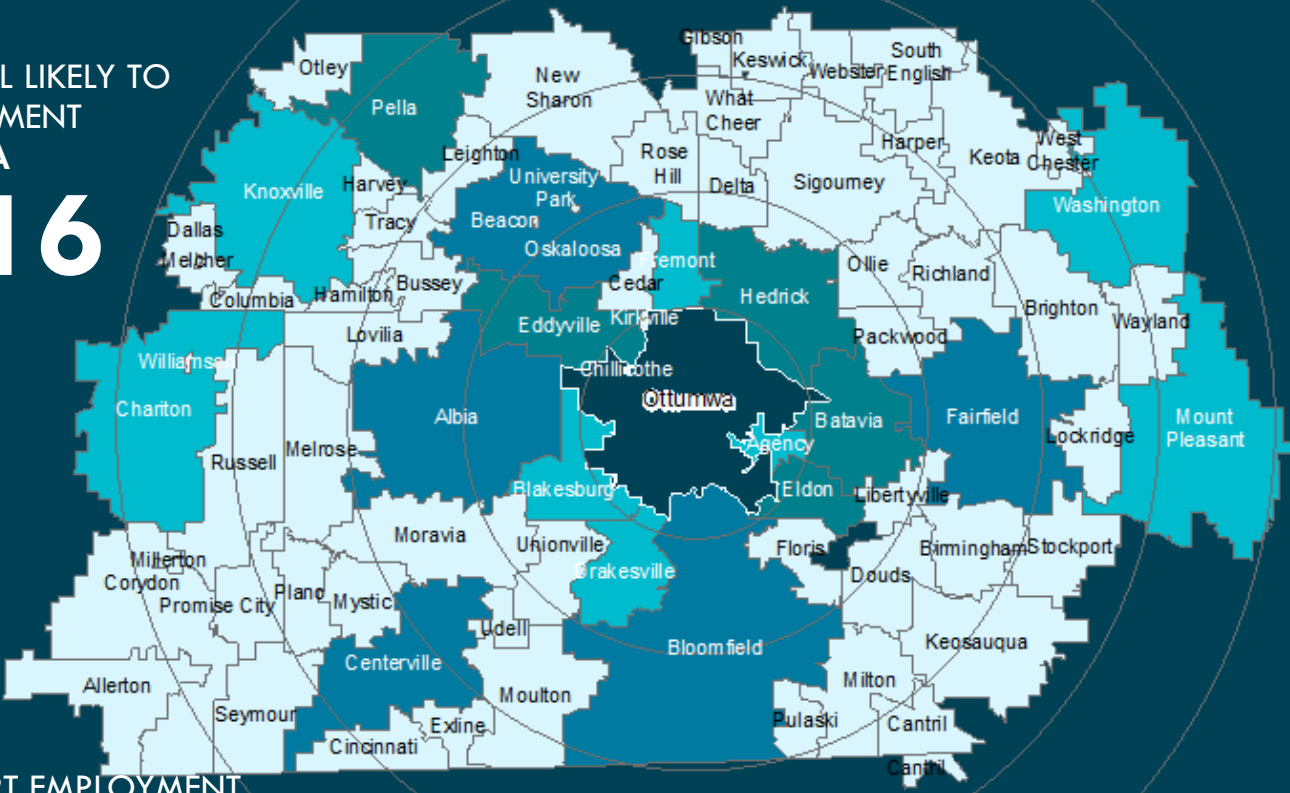 L LIKELY TO
MENT
A
16
Gibson
Keswick
Webster
South
English
Otley
Pella
New
Sharon
What
Cheer
Harper
Keota
West
Chester
Leighton
Rose
Hill
Delta
Sigourney
Knoxville
Harvey
University
Park
Washington
Dallas
Melcher
Tracy
Beacon
Oskaloosa
Fremont
Ollie
Richland
Columbia
Hamilton
Bussey
Cedar
Hedrick
Brighton
Wayland
Lovilia
Eddyville
Kirkville
Packwood
Williamson
Chillicothe
Ottumwa
Chariton
Albia
Batavia
Fairfield
Mount
Pleasant
Russell
Melrose
Agency
Lockridge
Blakesburg
Eldon
Libertyville
Moravia
Unionville
Floris
Birmingham
Stockport
Millerton
Corydon
Promise City
Plano
Mystic
Drakesville
Douds
Udell
Bloomfield
Keosauqua
Centerville
Allerton
Moulton
Milton
Seymour
Exline
Pulaski
Cantril
Cincinnati
Cantril
RT EMPLOYMENT